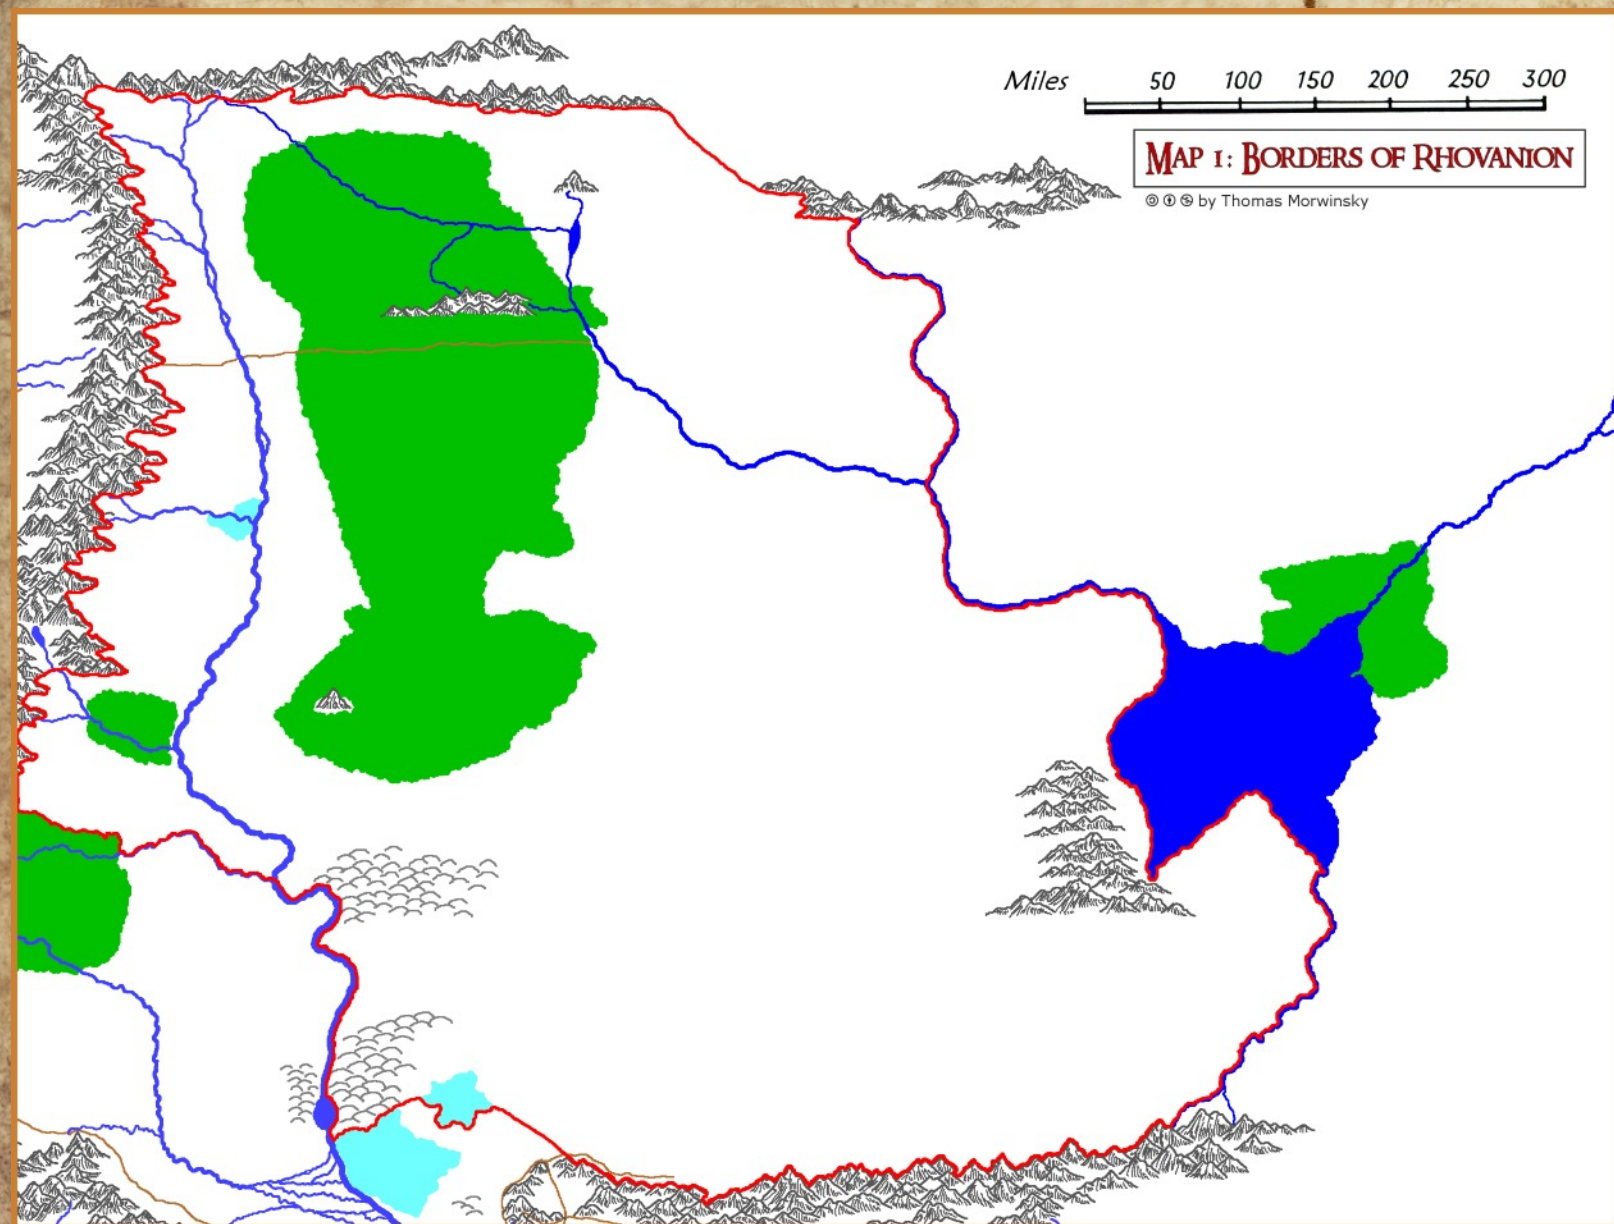 Miles 50 100 150 200 250 300
MAP 1: BORDERS OF RHOVANION
by Thomas Morwinsky